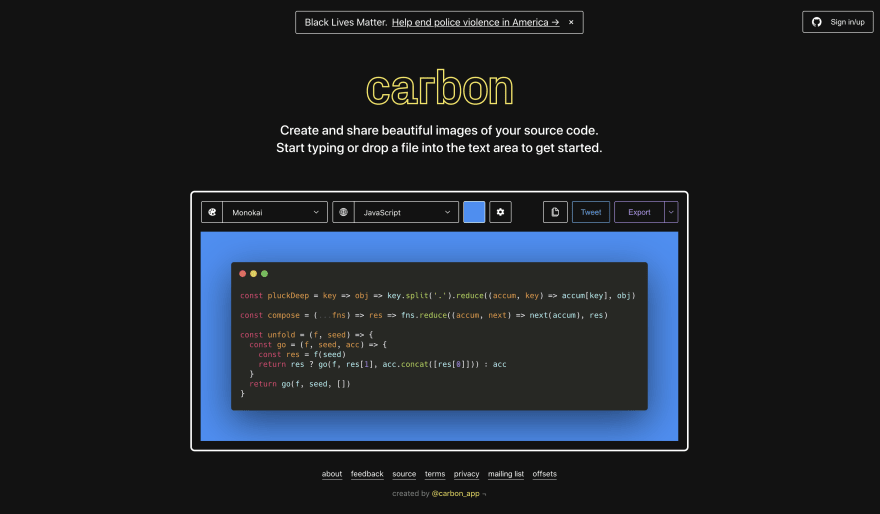 Black Lives Matter. Help end police violence in America → ×
Sign in/up
carbon
Create and share beautiful images of your source code.
Start typing or drop a file into the text area to get started.
Monokai
JavaScript
Tweet
Export
const pluckDeep = key => obj => key.split('.').reduce((accum, key) => accum[key], obj)
const compose = (...fns) => res => fns.reduce((accum, next) => next(accum), res)
const unfold = (f, seed) => {
  const go = (f, seed, acc) => {
    const res = f(seed)
    return res ? go(f, res[1], acc.concat([res[0]])) : acc
  }
  return go(f, seed, [])
}
about feedback source terms privacy mailing list offsets
created by @carbon_app ¬